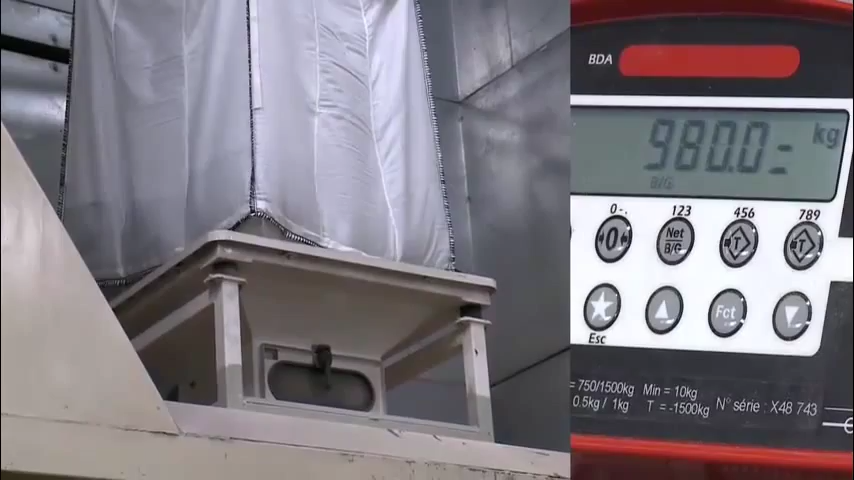 BDA
980.0 kg
B/G
0-. 123 456 789
0 Net B/G T T
Fct
Esc
= 750/1500kg Min = 10kg
0.5kg / 1kg T = -1500kg N° série : X48 743